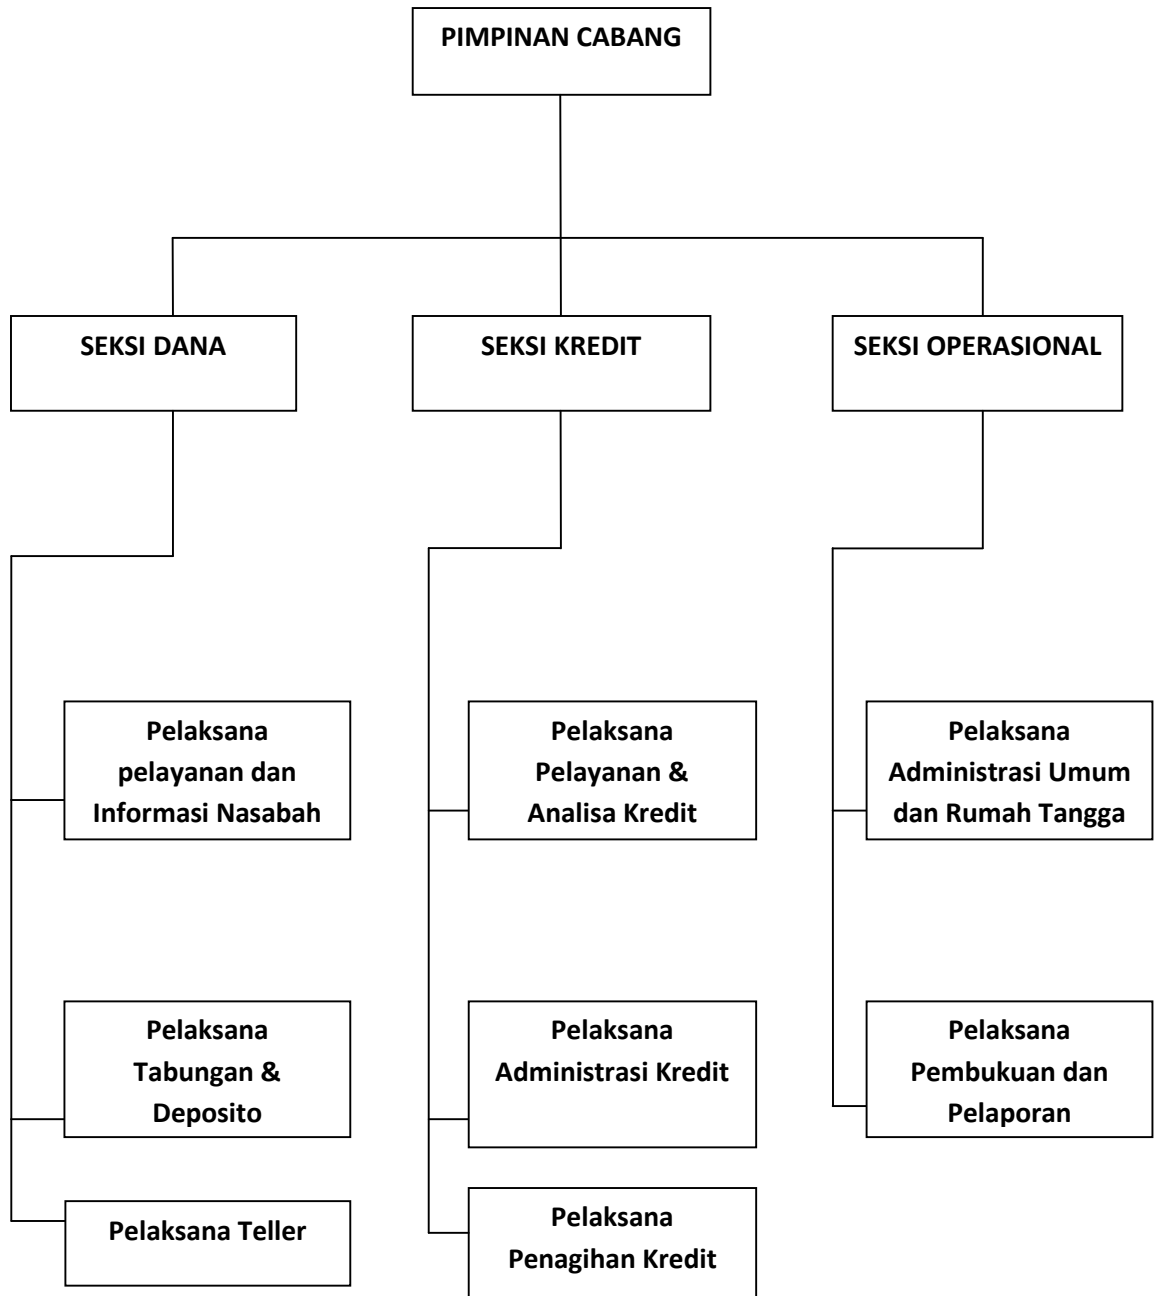 PIMPINAN CABANG
SEKSI DANA
SEKSI KREDIT
SEKSI OPERASIONAL
Pelaksana
pelayanan dan
Informasi Nasabah
Pelaksana
Pelayanan &
Analisa Kredit
Pelaksana
Administrasi Umum
dan Rumah Tangga
Pelaksana
Tabungan &
Deposito
Pelaksana
Administrasi Kredit
Pelaksana
Pembukuan dan
Pelaporan
Pelaksana Teller
Pelaksana
Penagihan Kredit